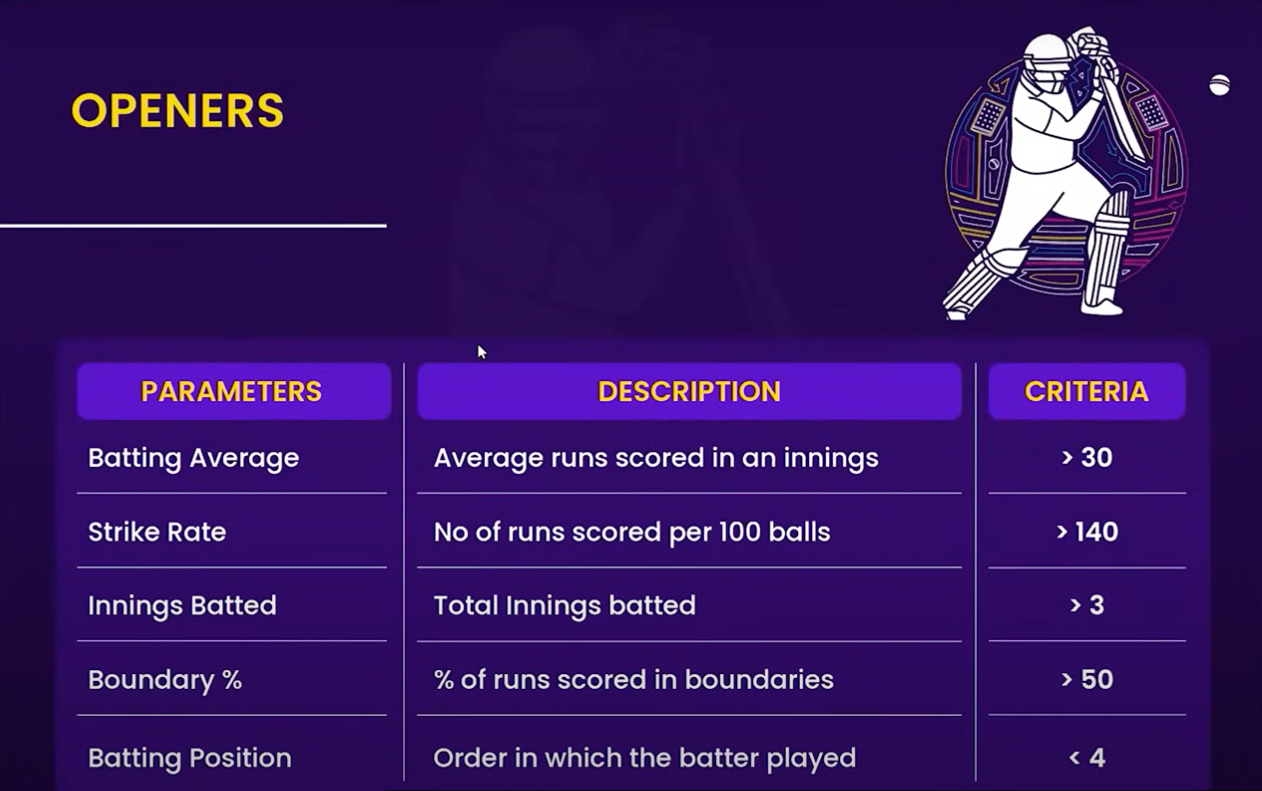 OPENERS
PARAMETERS DESCRIPTION CRITERIA
Batting Average Average runs scored in an innings > 30
Strike Rate No of runs scored per 100 balls > 140
Innings Batted Total Innings batted > 3
Boundary % % of runs scored in boundaries > 50
Batting Position Order in which the batter played < 4